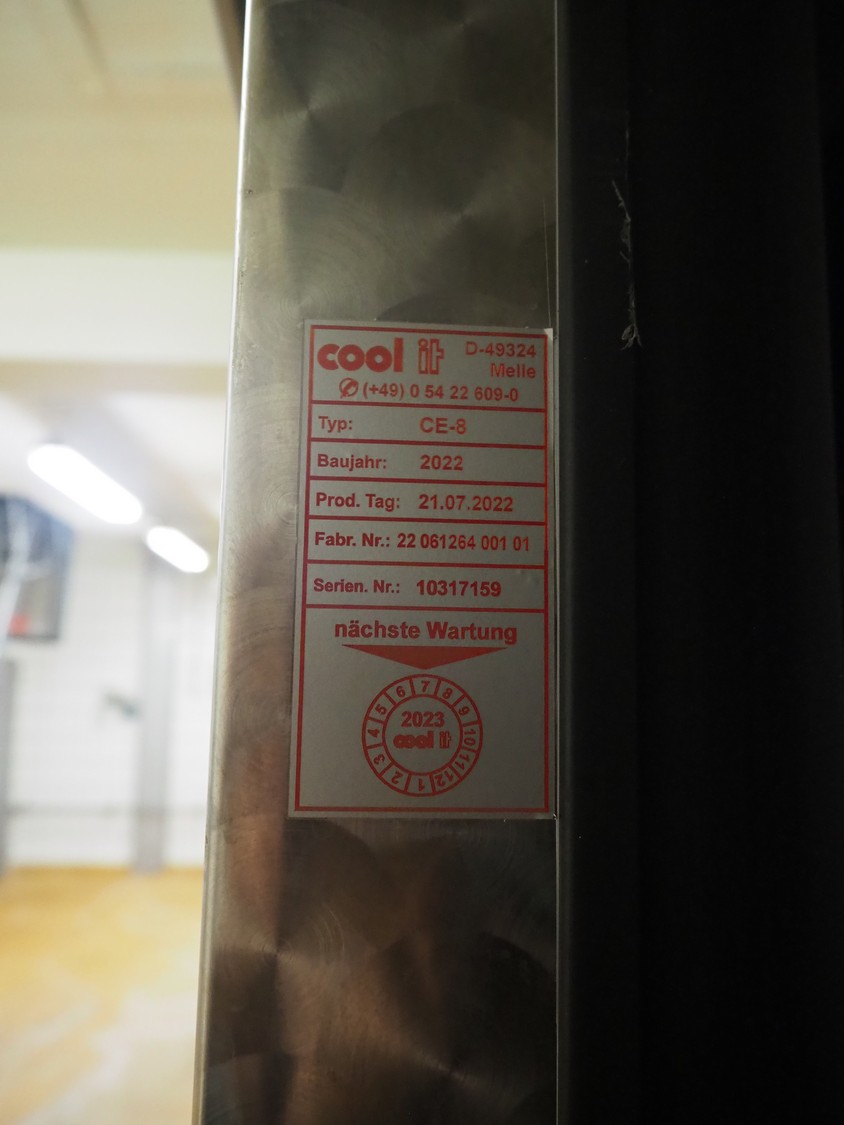 cool it D-49324
Melle
(+49) 0 54 22 609-0
Typ: CE-8
Baujahr: 2022
Prod. Tag: 21.07.2022
Fabr. Nr.: 22 061264 001 01
Serien. Nr.: 10317159
nächste Wartung
1 2 3 4 5 6 7 8 9 10 11 12
2023
cool it